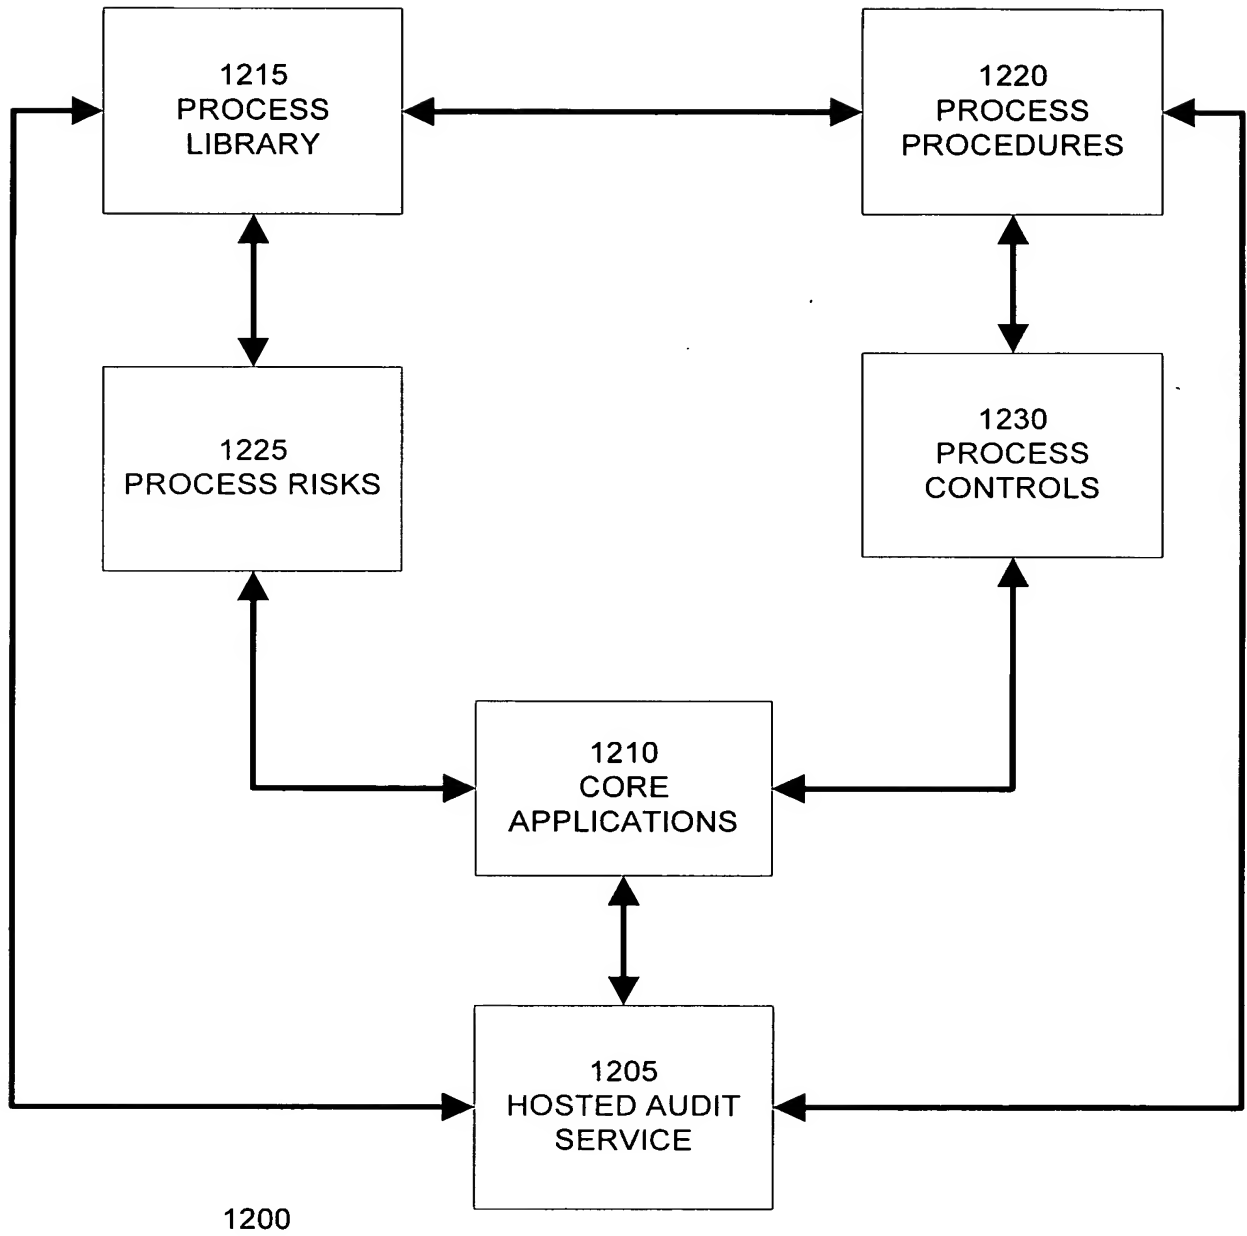 1215
PROCESS
LIBRARY
1220
PROCESS
PROCEDURES
1225
PROCESS RISKS
1230
PROCESS
CONTROLS
1210
CORE
APPLICATIONS
1205
HOSTED AUDIT
SERVICE
1200